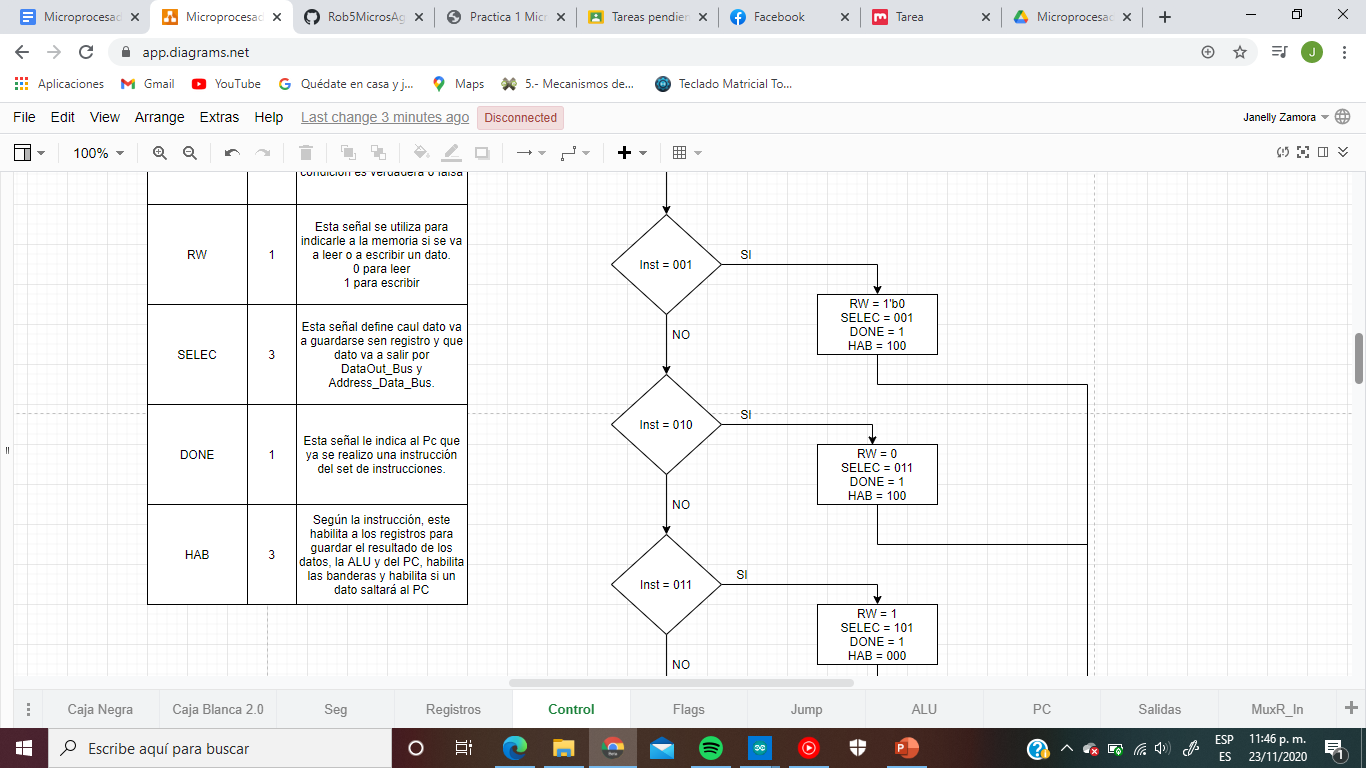 Microprocesad
Microprocesad
Rob5MicrosAg
Practica 1 Micr
Tareas pendien
Facebook
Tarea
Microprocesad
app.diagrams.net
J
Aplicaciones
Gmail
YouTube
Quédate en casa y j...
Maps
5.- Mecanismos de...
Teclado Matricial To...
File Edit View Arrange Extras Help Last change 3 minutes ago Disconnected
Janelly Zamora
100%
condición es verdadera o falsa
RW
1
Esta señal se utiliza para
indicarle a la memoria si se va
a leer o a escribir un dato.
0 para leer
1 para escribir
SELEC
3
Esta señal define caul dato va
a guardarse sen registro y que
dato va a salir por
DataOut_Bus y
Address_Data_Bus.
DONE
1
Esta señal le indica al Pc que
ya se realizo una instrucción
del set de instrucciones.
HAB
3
Según la instrucción, este
habilita a los registros para
guardar el resultado de los
datos, la ALU y del PC, habilita
las banderas y habilita si un
dato saltará al PC
Inst = 001
SI
RW = 1'b0
SELEC = 001
DONE = 1
HAB = 100
NO
Inst = 010
SI
RW = 0
SELEC = 011
DONE = 1
HAB = 100
NO
Inst = 011
SI
RW = 1
SELEC = 101
DONE = 1
HAB = 000
NO
Caja Negra
Caja Blanca 2.0
Seg
Registros
Control
Flags
Jump
ALU
PC
Salidas
MuxR_In
Escribe aquí para buscar
ESP
ES
11:46 p. m.
23/11/2020
1